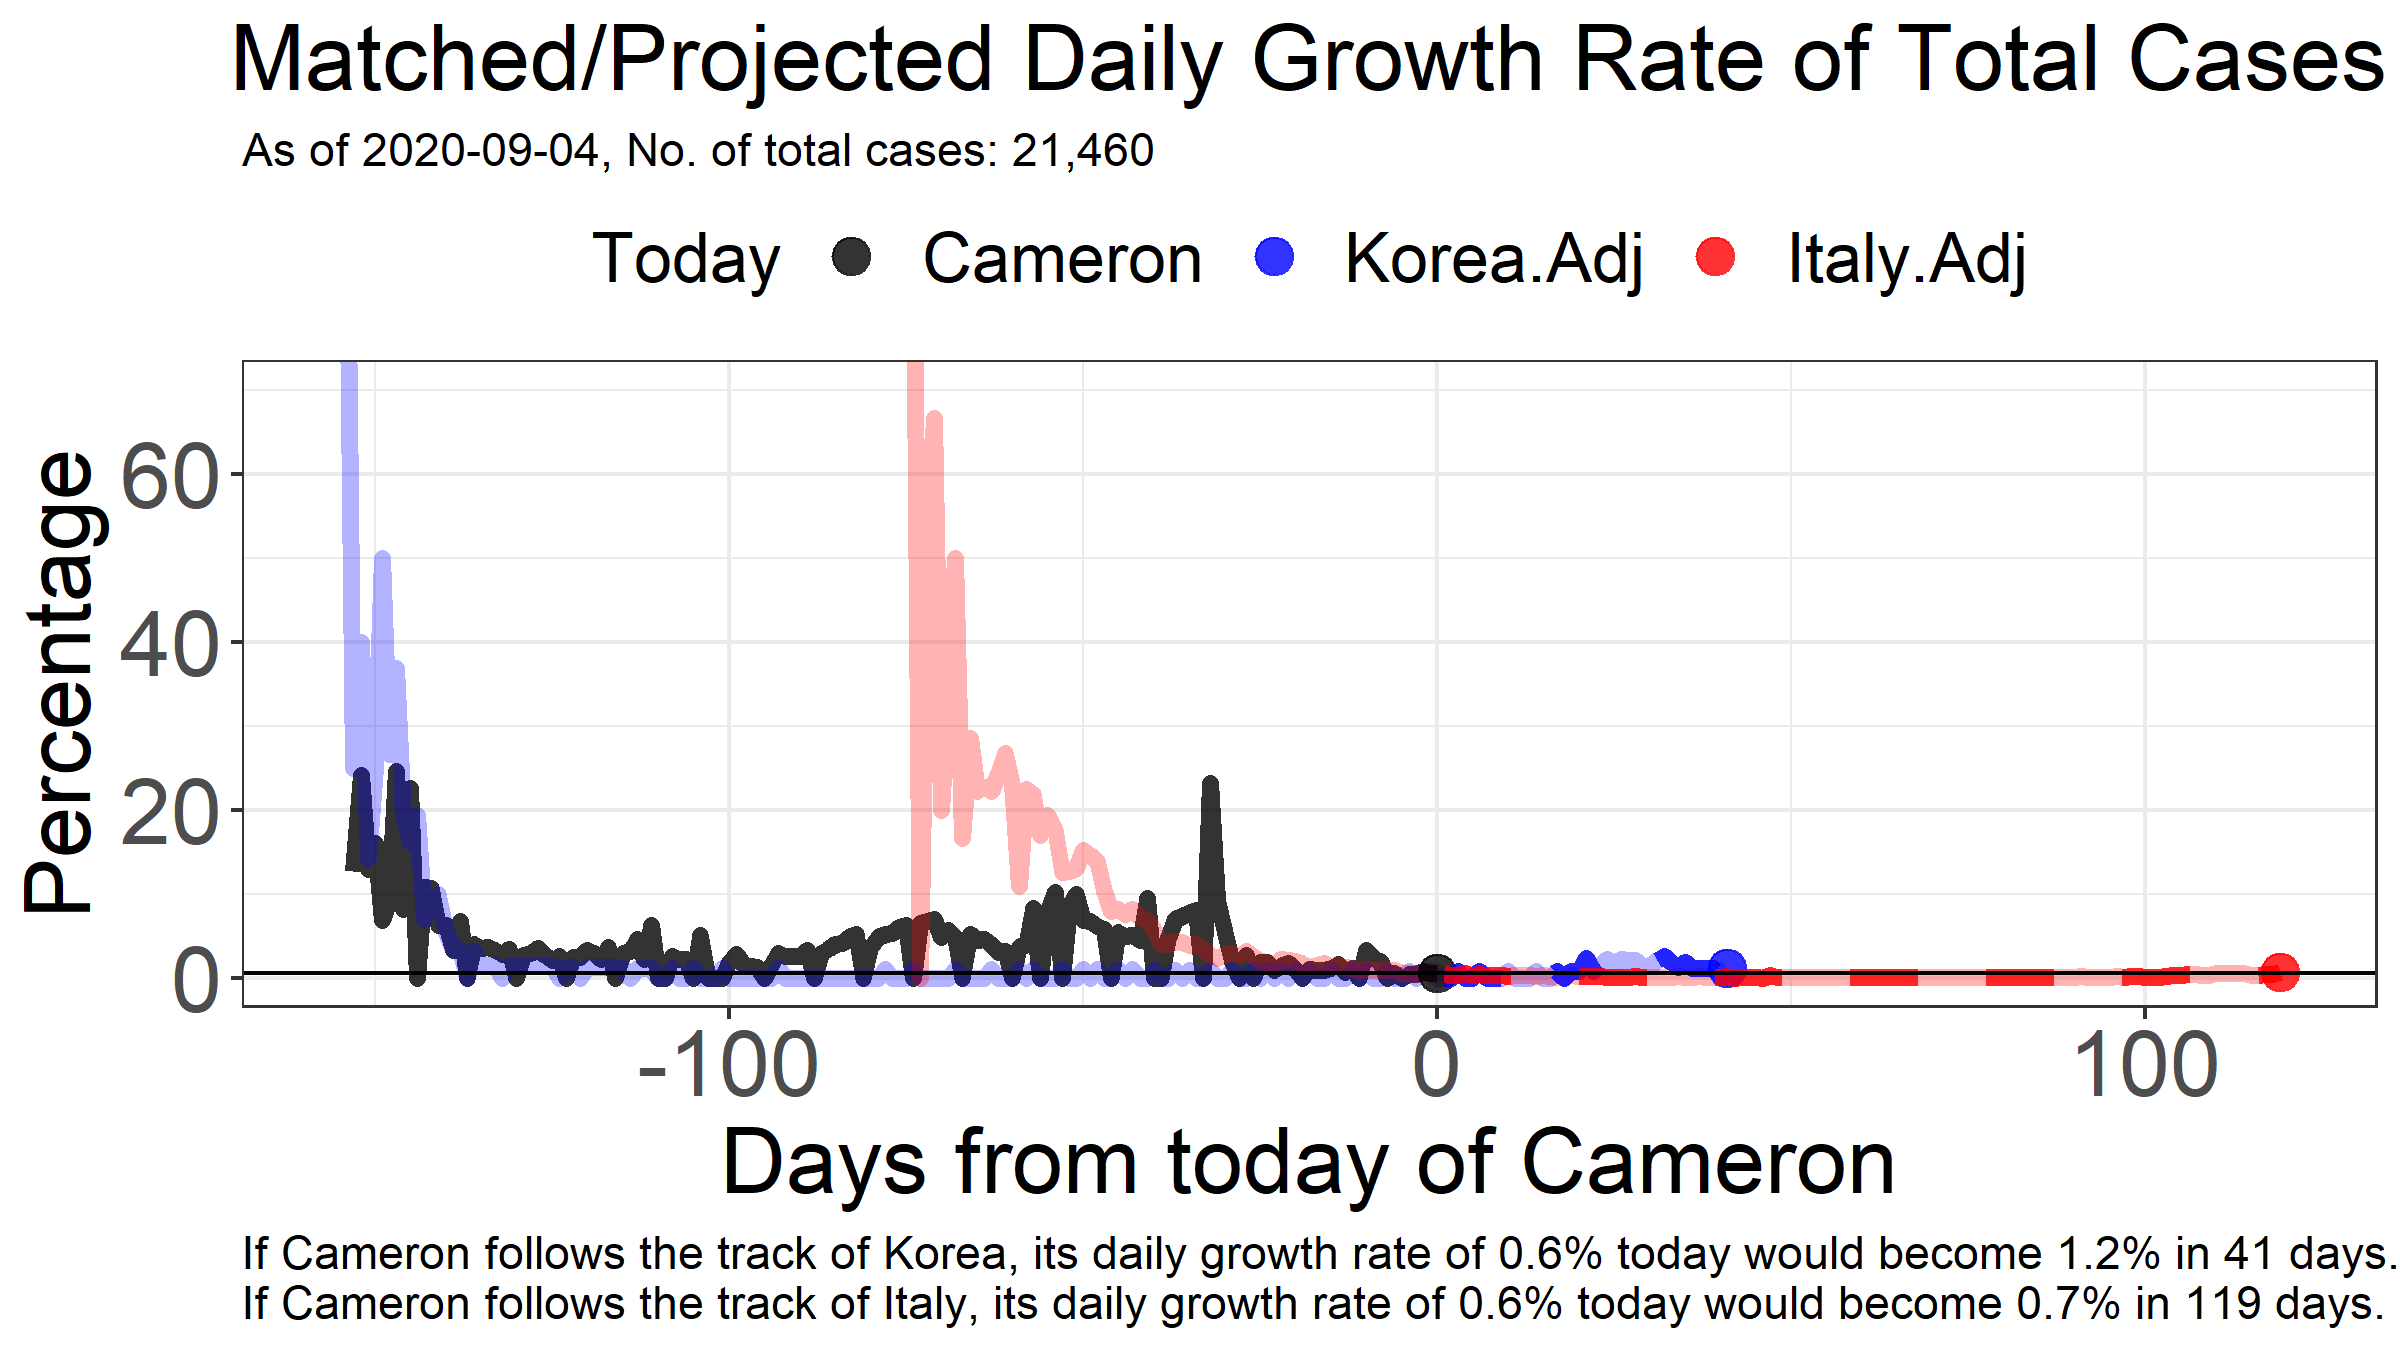 Matched/Projected Daily Growth Rate of Total Cases
As of 2020-09-04, No. of total cases: 21,460
Today Cameron Korea.Adj Italy.Adj
Percentage
60
40
20
0
-100 0 100
Days from today of Cameron
If Cameron follows the track of Korea, its daily growth rate of 0.6% today would become 1.2% in 41 days.
If Cameron follows the track of Italy, its daily growth rate of 0.6% today would become 0.7% in 119 days.